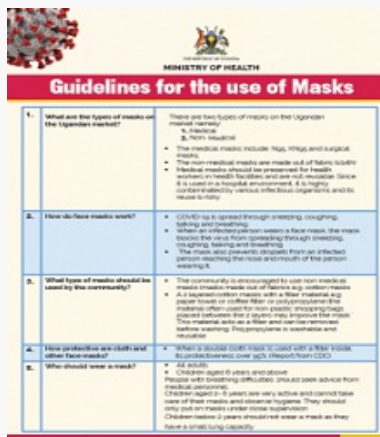 THE REPUBLIC OF UGANDA
MINISTRY OF HEALTH
Guidelines for the use of Masks
1.
What are the types of masks on
the Ugandan market?
There are two types of masks on the Ugandan
market namely:
1. Medical
2. Non-Medical
• The medical masks include: N95, KN95 and surgical
masks.
• The non-medical masks are made out of fabric (cloth)
• Medical masks should be preserved for health
workers in health facilities and are not reusable. Since
it is used in a hospital environment, it is highly
contaminated by various infectious organisms and its
reuse is risky.
2.
How do face masks work?
• COVID-19 is spread through sneezing, coughing,
talking and breathing.
• When an infected person wears a face mask, the mask
blocks the virus from spreading through sneezing,
coughing, talking and breathing.
• The mask also prevents droplets from an infected
person reaching the nose and mouth of the person
wearing it.
3.
What type of masks should be
used by the community?
• The community is encouraged to use non medical
masks (masks made out of fabrics e.g. cotton masks
• A 2 layered cotton masks with a filter material e.g
paper towel or coffee filter or polypropylene (the
material often used for non-plastic shopping bags)
placed between the 2 layers may improve the mask.
This material acts as a filter and can be removed
before washing. Polypropylene is washable and
reusable
4.
How protective are cloth and
other face masks?
• When a double cloth mask is used with a filter inside,
its protectiveness is over 95% (Report from CDC)
5.
Who should wear a mask?
• All adults
• Children aged 6 years and above
People with breathing difficulties should seek advice from
medical personnel.
Children aged 2-5 years are very active and cannot take
care of their masks and observe hygiene. They should
only put on masks under close supervision.
Children below 2 years should not wear a mask as they
have a small lung capacity